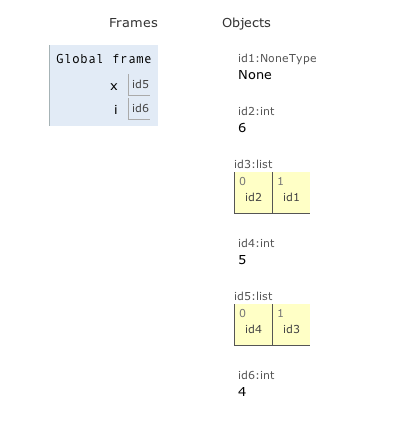 Frames
Objects
Global frame
x id5
i id6
id1:NoneType
None
id2:int
6
id3:list
0 1
id2 id1
id4:int
5
id5:list
0 1
id4 id3
id6:int
4